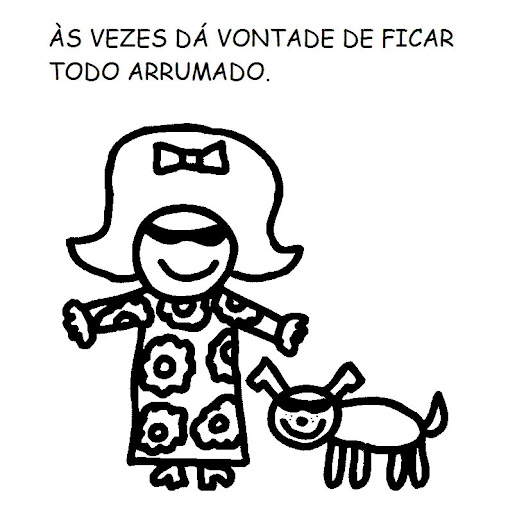 ÀS VEZES DÁ VONTADE DE FICAR
TODO ARRUMADO.